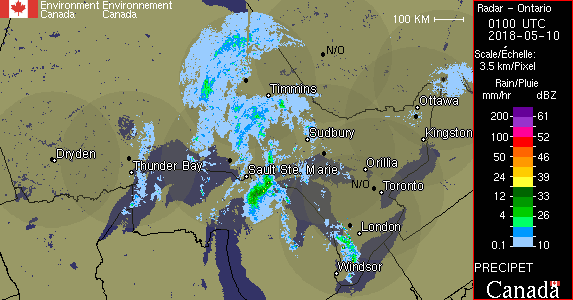 Environment Environnement
Canada Canada
100 KM
N/O
Timmins
Ottawa
Sudbury
Kingston
Dryden
Thunder Bay
Sault Ste. Marie
Orillia
N/O
Toronto
London
Windsor
Radar - Ontario
0100 UTC
2018-05-10
Scale/Échelle:
3.5 km/Pixel
Rain/Pluie
mm/hr dBZ
200 61
100 52
50 46
24 39
12 33
4 26
0.1 10
PRECIPET
Canada